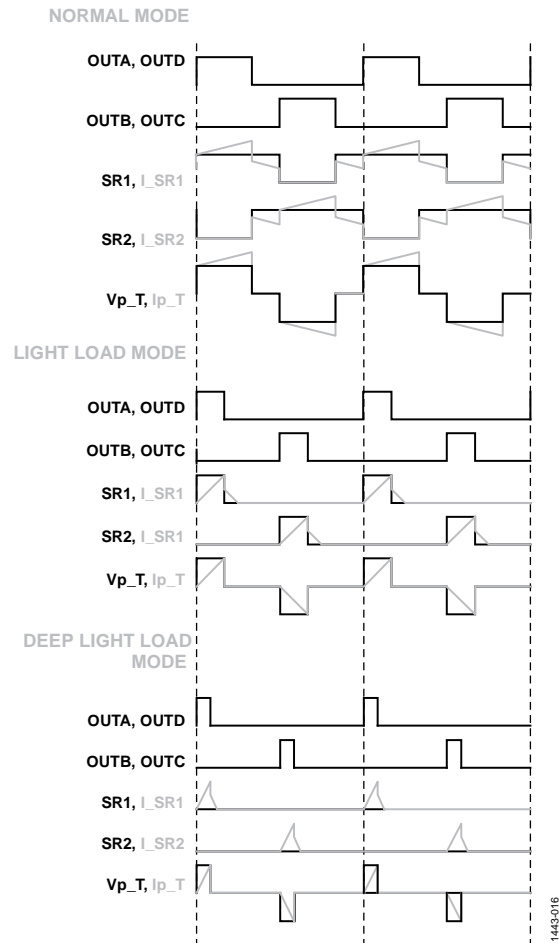 NORMAL MODE
OUTA, OUTD
OUTB, OUTC
SR1, I_SR1
SR2, I_SR2
Vp_T, Ip_T
LIGHT LOAD MODE
OUTA, OUTD
OUTB, OUTC
SR1, I_SR1
SR2, I_SR1
Vp_T, Ip_T
DEEP LIGHT LOAD
MODE
OUTA, OUTD
OUTB, OUTC
SR1, I_SR1
SR2, I_SR2
Vp_T, Ip_T
1443-016